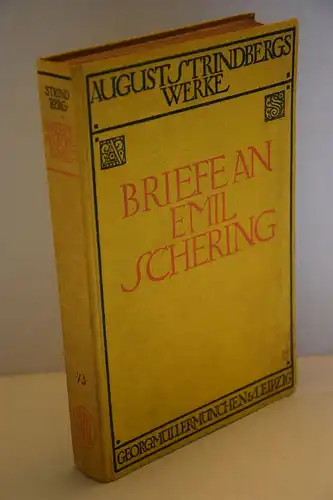 AUGUST STRINDBERGS
WERKE
A
S
BRIEFE AN
EMIL
SCHERING
GEORG MÜLLER MÜNCHEN & LEIPZIG
STRIND
BERG